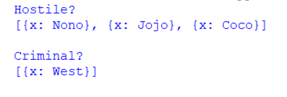 Hostile?
[{x: Nono}, {x: Jojo}, {x: Coco}]
Criminal?
[{x: West}]